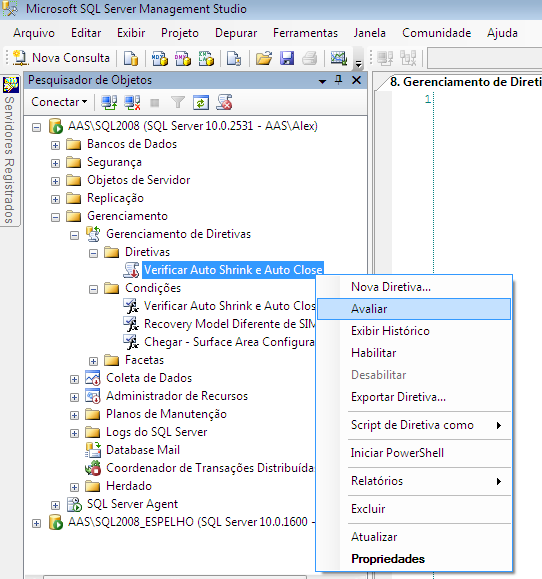 Microsoft SQL Server Management Studio
Arquivo Editar Exibir Projeto Depurar Ferramentas Janela Comunidade Ajuda
Nova Consulta
Pesquisador de Objetos
8. Gerenciamento de Direti
Conectar
1
Servidores Registrados
AAS\SQL2008 (SQL Server 10.0.2531 - AAS\Alex)
Bancos de Dados
Segurança
Objetos de Servidor
Replicação
Gerenciamento
Gerenciamento de Diretivas
Diretivas
Verificar Auto Shrink e Auto Close
Condições
Verificar Auto Shrink e Auto Clos
Recovery Model Diferente de SIM
Chegar - Surface Area Configura
Facetas
Coleta de Dados
Administrador de Recursos
Planos de Manutenção
Logs do SQL Server
Database Mail
Coordenador de Transações Distribuída
Herdado
SQL Server Agent
AAS\SQL2008_ESPELHO (SQL Server 10.0.1600 -
Nova Diretiva...
Avaliar
Exibir Histórico
Habilitar
Desabilitar
Exportar Diretiva...
Script de Diretiva como
Iniciar PowerShell
Relatórios
Excluir
Atualizar
Propriedades